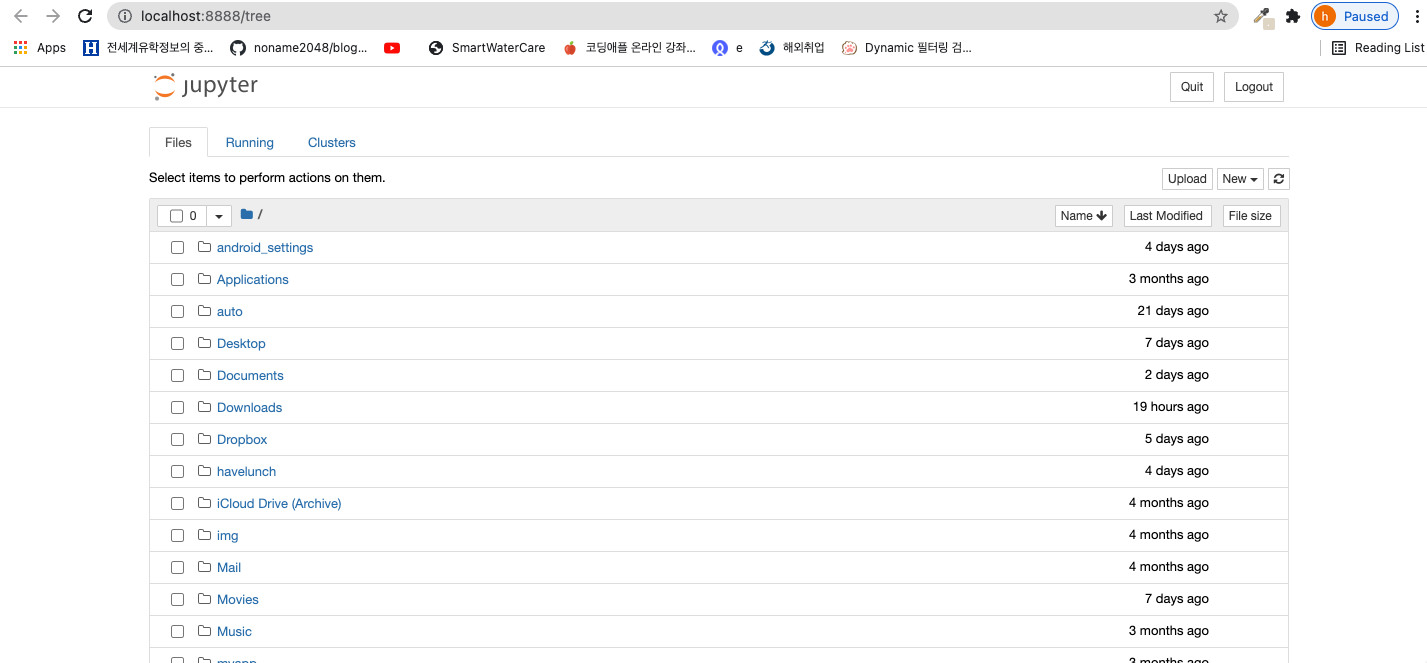 localhost:8888/tree
h Paused
Apps 전세계유학정보의 중... noname2048/blog... SmartWaterCare 코딩애플 온라인 강좌... e 해외취업 Dynamic 필터링 검... Reading List
jupyter Quit Logout
Files Running Clusters
Select items to perform actions on them. Upload New
0 / Name Last Modified File size
android_settings 4 days ago
Applications 3 months ago
auto 21 days ago
Desktop 7 days ago
Documents 2 days ago
Downloads 19 hours ago
Dropbox 5 days ago
havelunch 4 days ago
iCloud Drive (Archive) 4 months ago
img 4 months ago
Mail 4 months ago
Movies 7 days ago
Music 3 months ago
myapp 3 months ago